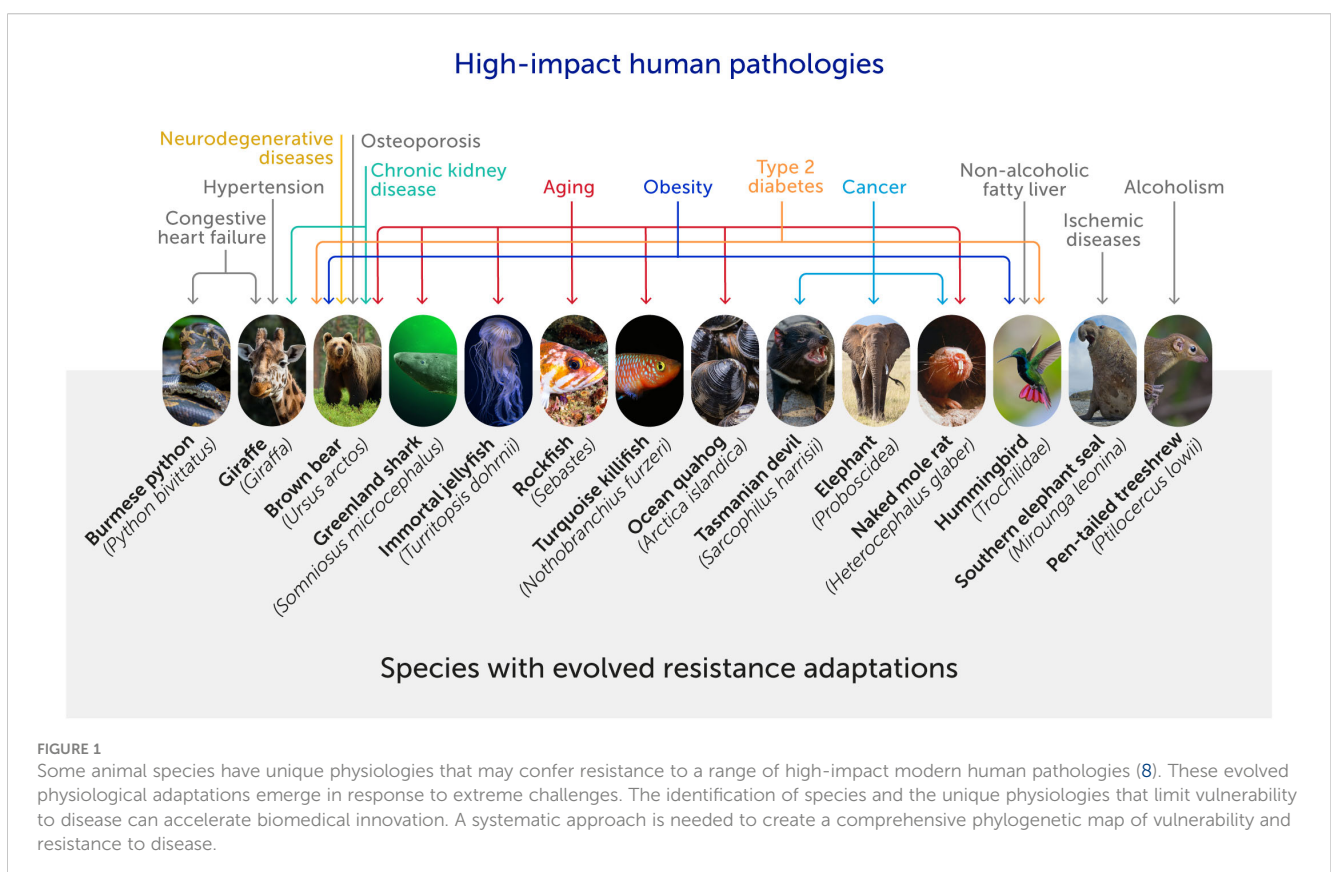 High-impact human pathologies
Neurodegenerative
diseases
Osteoporosis
Chronic kidney
disease
Hypertension
Congestive
heart failure
Aging
Obesity
Type 2
diabetes
Cancer
Non-alcoholic
fatty liver
Ischemic
diseases
Alcoholism
Burmese python
(Python bivittatus)
Giraffe
(Giraffa)
Brown bear
(Ursus arctos)
Greenland shark
(Somniosus microcephalus)
Immortal jellyfish
(Turritopsis dohrnii)
Rockfish
(Sebastes)
Turquoise killifish
(Nothobranchius furzeri)
Ocean quahog
(Arctica islandica)
Tasmanian devil
(Sarcophilus harrisii)
Elephant
(Proboscidea)
Naked mole rat
(Heterocephalus glaber)
Hummingbird
(Trochilidae)
Southern elephant seal
(Mirounga leonina)
Pen-tailed treeshrew
(Ptilocercus lowii)
Species with evolved resistance adaptations
FIGURE 1
Some animal species have unique physiologies that may confer resistance to a range of high-impact modern human pathologies (8). These evolved
physiological adaptations emerge in response to extreme challenges. The identification of species and the unique physiologies that limit vulnerability
to disease can accelerate biomedical innovation. A systematic approach is needed to create a comprehensive phylogenetic map of vulnerability and
resistance to disease.